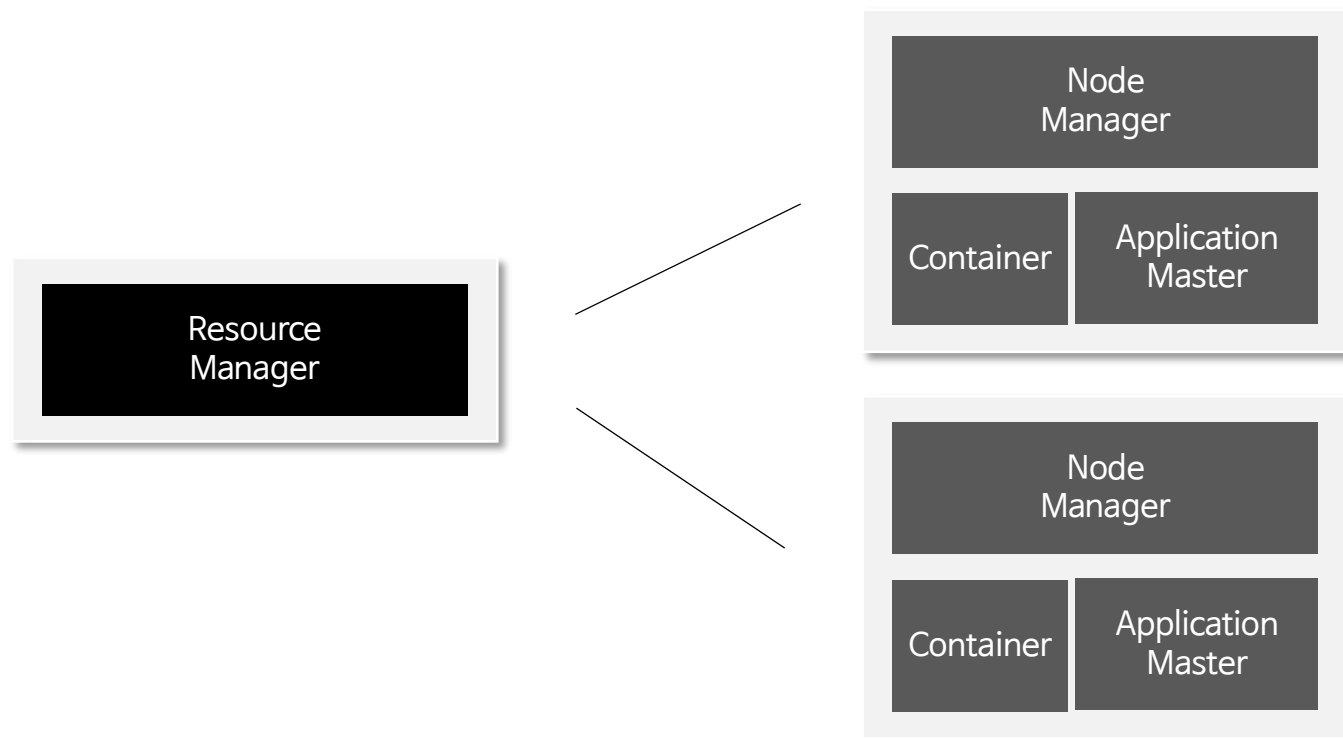 Resource
Manager
Node
Manager
Container
Application
Master
Node
Manager
Container
Application
Master